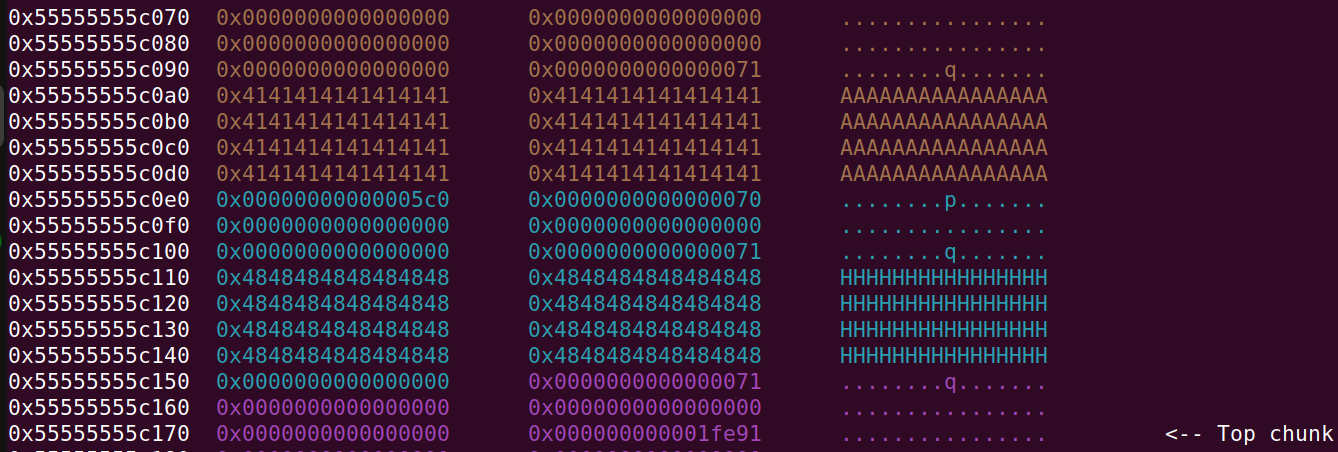 0x55555555c070 0x0000000000000000 0x0000000000000000 ................
0x55555555c080 0x0000000000000000 0x0000000000000000 ................
0x55555555c090 0x0000000000000000 0x0000000000000071 ........q.......
0x55555555c0a0 0x4141414141414141 0x4141414141414141 AAAAAAAAAAAAAAAA
0x55555555c0b0 0x4141414141414141 0x4141414141414141 AAAAAAAAAAAAAAAA
0x55555555c0c0 0x4141414141414141 0x4141414141414141 AAAAAAAAAAAAAAAA
0x55555555c0d0 0x4141414141414141 0x4141414141414141 AAAAAAAAAAAAAAAA
0x55555555c0e0 0x00000000000005c0 0x0000000000000070 ........p.......
0x55555555c0f0 0x0000000000000000 0x0000000000000000 ................
0x55555555c100 0x0000000000000000 0x0000000000000071 ........q.......
0x55555555c110 0x4848484848484848 0x4848484848484848 HHHHHHHHHHHHHHHH
0x55555555c120 0x4848484848484848 0x4848484848484848 HHHHHHHHHHHHHHHH
0x55555555c130 0x4848484848484848 0x4848484848484848 HHHHHHHHHHHHHHHH
0x55555555c140 0x4848484848484848 0x4848484848484848 HHHHHHHHHHHHHHHH
0x55555555c150 0x0000000000000000 0x0000000000000071 ........q.......
0x55555555c160 0x0000000000000000 0x0000000000000000 ................
0x55555555c170 0x0000000000000000 0x000000000001fe91 ................ <-- Top chunk